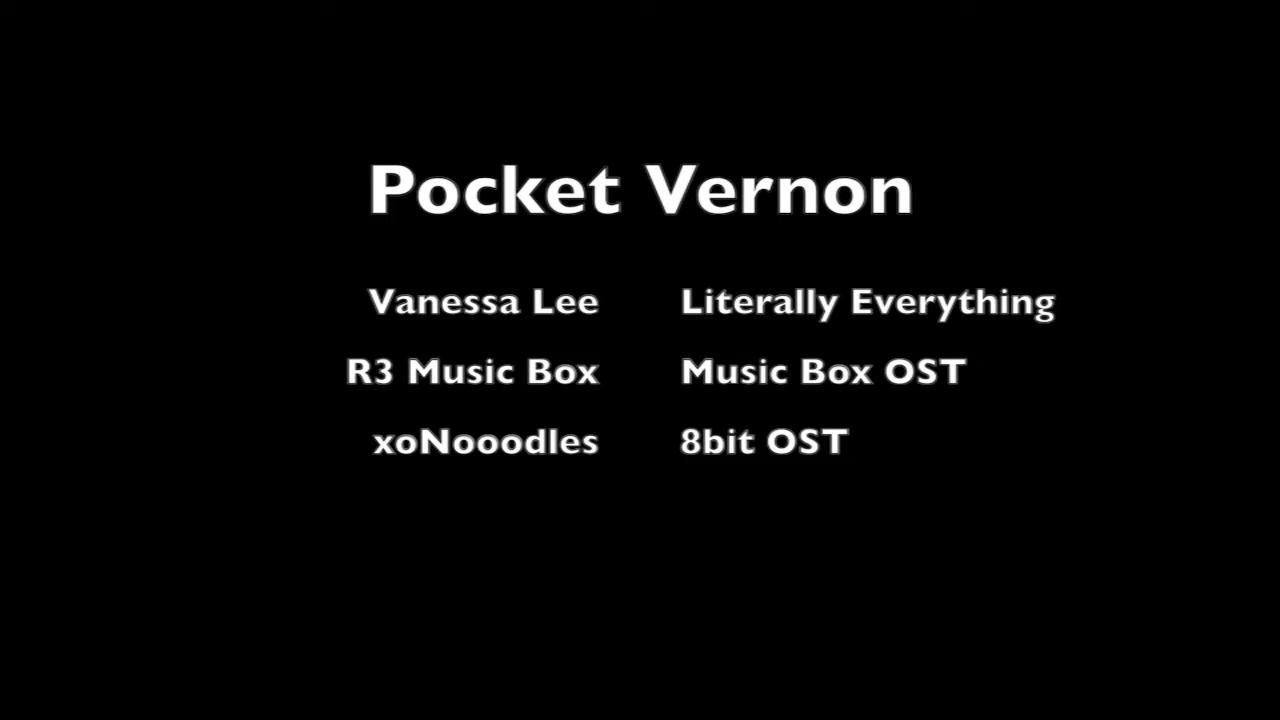 Pocket Vernon
Vanessa Lee Literally Everything
R3 Music Box Music Box OST
xoNooodles 8bit OST